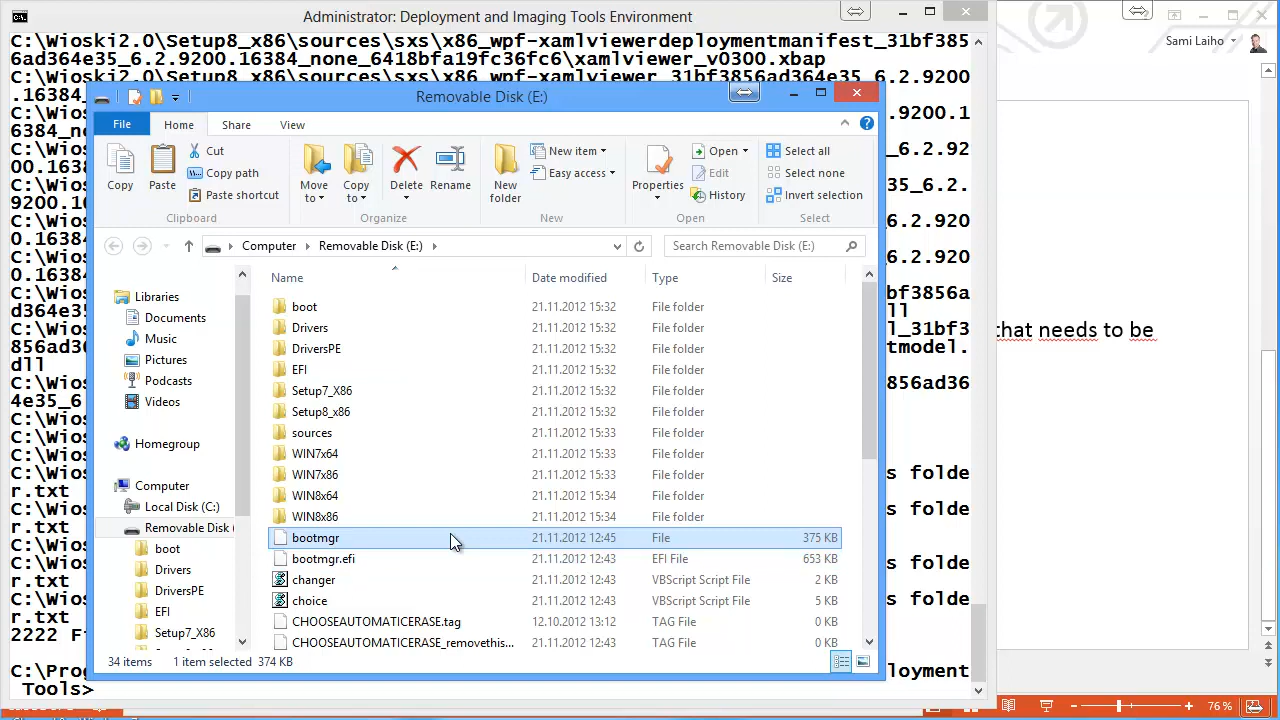 Administrator: Deployment and Imaging Tools Environment
Sami Laiho
C:\Wioski2.0\Setup8_x86\sources\sxs\x86_wpf-xamlviewerdeploymentmanifest_31bf385
6ad364e35_6.2.9200.16384_none_6418bfa19fc36fc6\xamlviewer_v0300.xbap
C:\Wioski2.0\Setup8_x86\sources\sxs\x86_wpf-xamlviewer_31bf3856ad364e35_6.2.9200
Removable Disk (E:)
File
Home
Share
View
Copy
Paste
Cut
Copy path
Paste shortcut
Clipboard
Move to
Copy to
Delete
Rename
Organize
New folder
New item
Easy access
New
Properties
Open
Edit
History
Open
Select all
Select none
Invert selection
Select
Computer
Removable Disk (E:)
Search Removable Disk (E:)
Libraries
Documents
Music
Pictures
Podcasts
Videos
Homegroup
Computer
Local Disk (C:)
Removable Disk (
boot
Drivers
DriversPE
EFI
Setup7_X86
Name Date modified Type Size
boot 21.11.2012 15:32 File folder
Drivers 21.11.2012 15:32 File folder
DriversPE 21.11.2012 15:32 File folder
EFI 21.11.2012 15:32 File folder
Setup7_X86 21.11.2012 15:32 File folder
Setup8_x86 21.11.2012 15:32 File folder
sources 21.11.2012 15:33 File folder
WIN7x64 21.11.2012 15:33 File folder
WIN7x86 21.11.2012 15:33 File folder
WIN8x64 21.11.2012 15:34 File folder
WIN8x86 21.11.2012 15:34 File folder
bootmgr 21.11.2012 12:45 File 375 KB
bootmgr.efi 21.11.2012 12:43 EFI File 653 KB
changer 21.11.2012 12:43 VBScript Script File 2 KB
choice 21.11.2012 12:43 VBScript Script File 5 KB
CHOOSEAUTOMATICERASE.tag 12.10.2012 13:12 TAG File 0 KB
CHOOSEAUTOMATICERASE_removethis... 21.11.2012 12:43 TAG File 0 KB
34 items 1 item selected 374 KB
that needs to be
r.txt
r.txt
r.txt
r.txt
2222 F
C:\Prog
loyment
Tools>
76 %